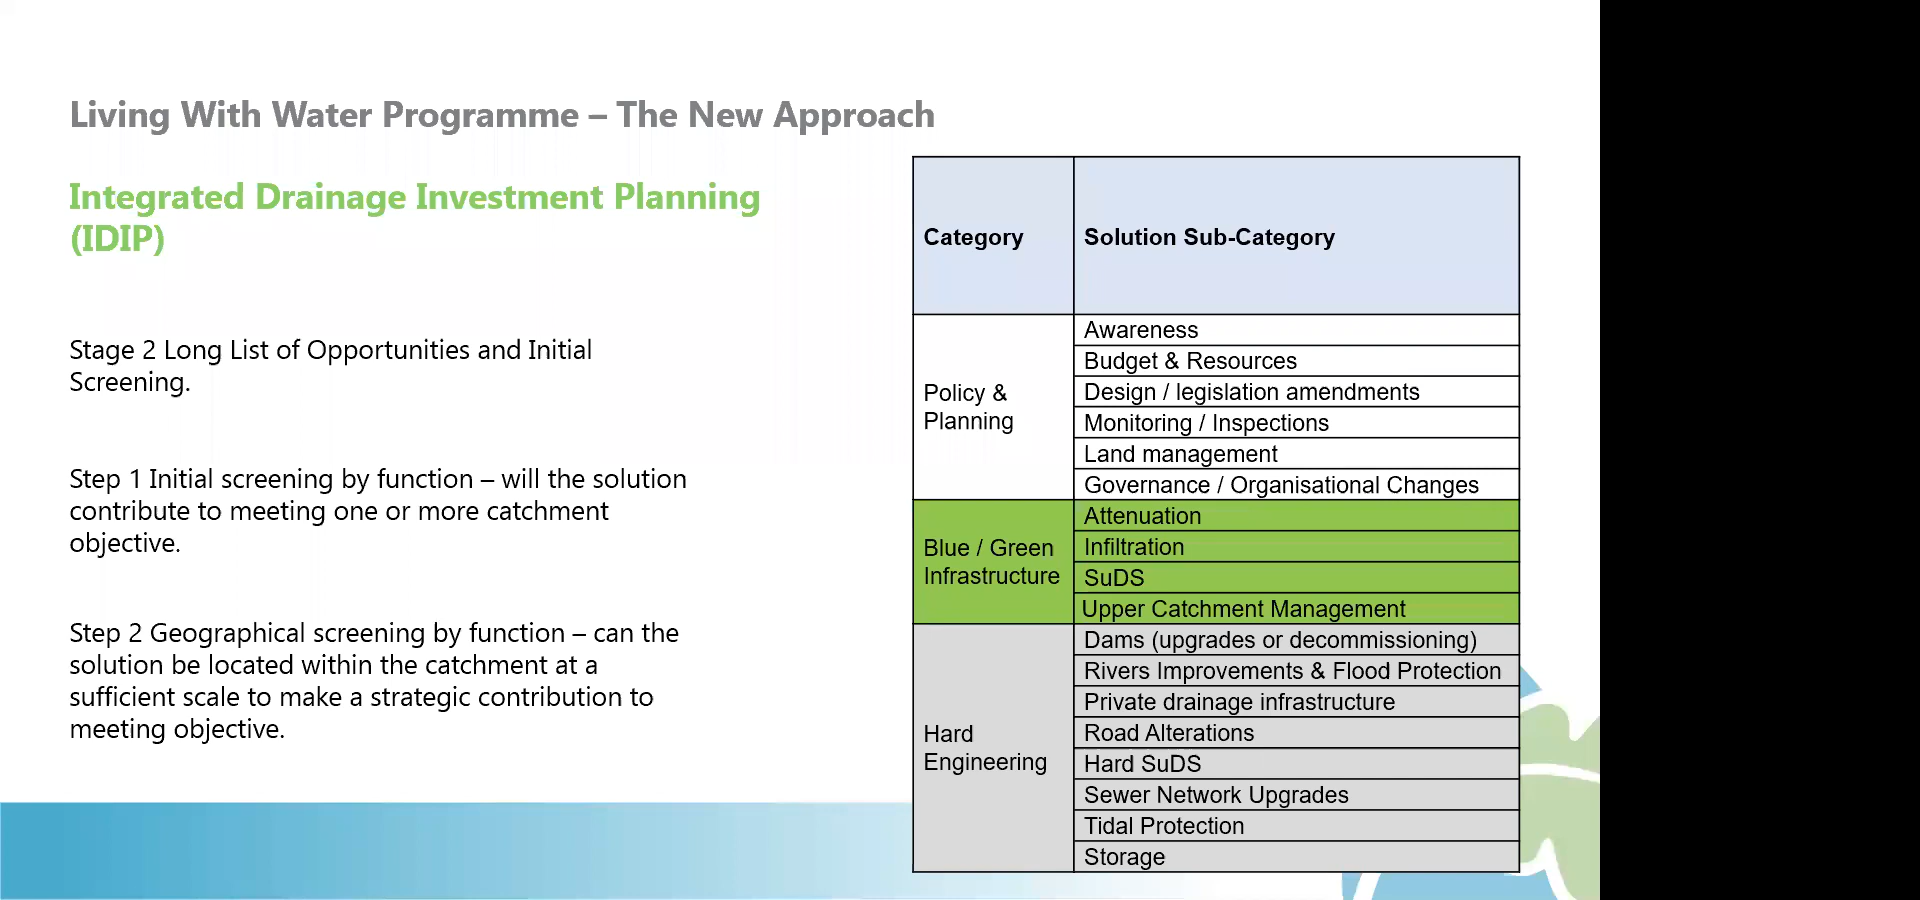 Living With Water Programme – The New Approach
Integrated Drainage Investment Planning
(IDIP)
Stage 2 Long List of Opportunities and Initial
Screening.
Step 1 Initial screening by function – will the solution
contribute to meeting one or more catchment
objective.
Step 2 Geographical screening by function – can the
solution be located within the catchment at a
sufficient scale to make a strategic contribution to
meeting objective.
Category
Solution Sub-Category
Policy &
Planning
Awareness
Budget & Resources
Design / legislation amendments
Monitoring / Inspections
Land management
Governance / Organisational Changes
Blue / Green
Infrastructure
Attenuation
Infiltration
SuDS
Upper Catchment Management
Hard
Engineering
Dams (upgrades or decommissioning)
Rivers Improvements & Flood Protection
Private drainage infrastructure
Road Alterations
Hard SuDS
Sewer Network Upgrades
Tidal Protection
Storage